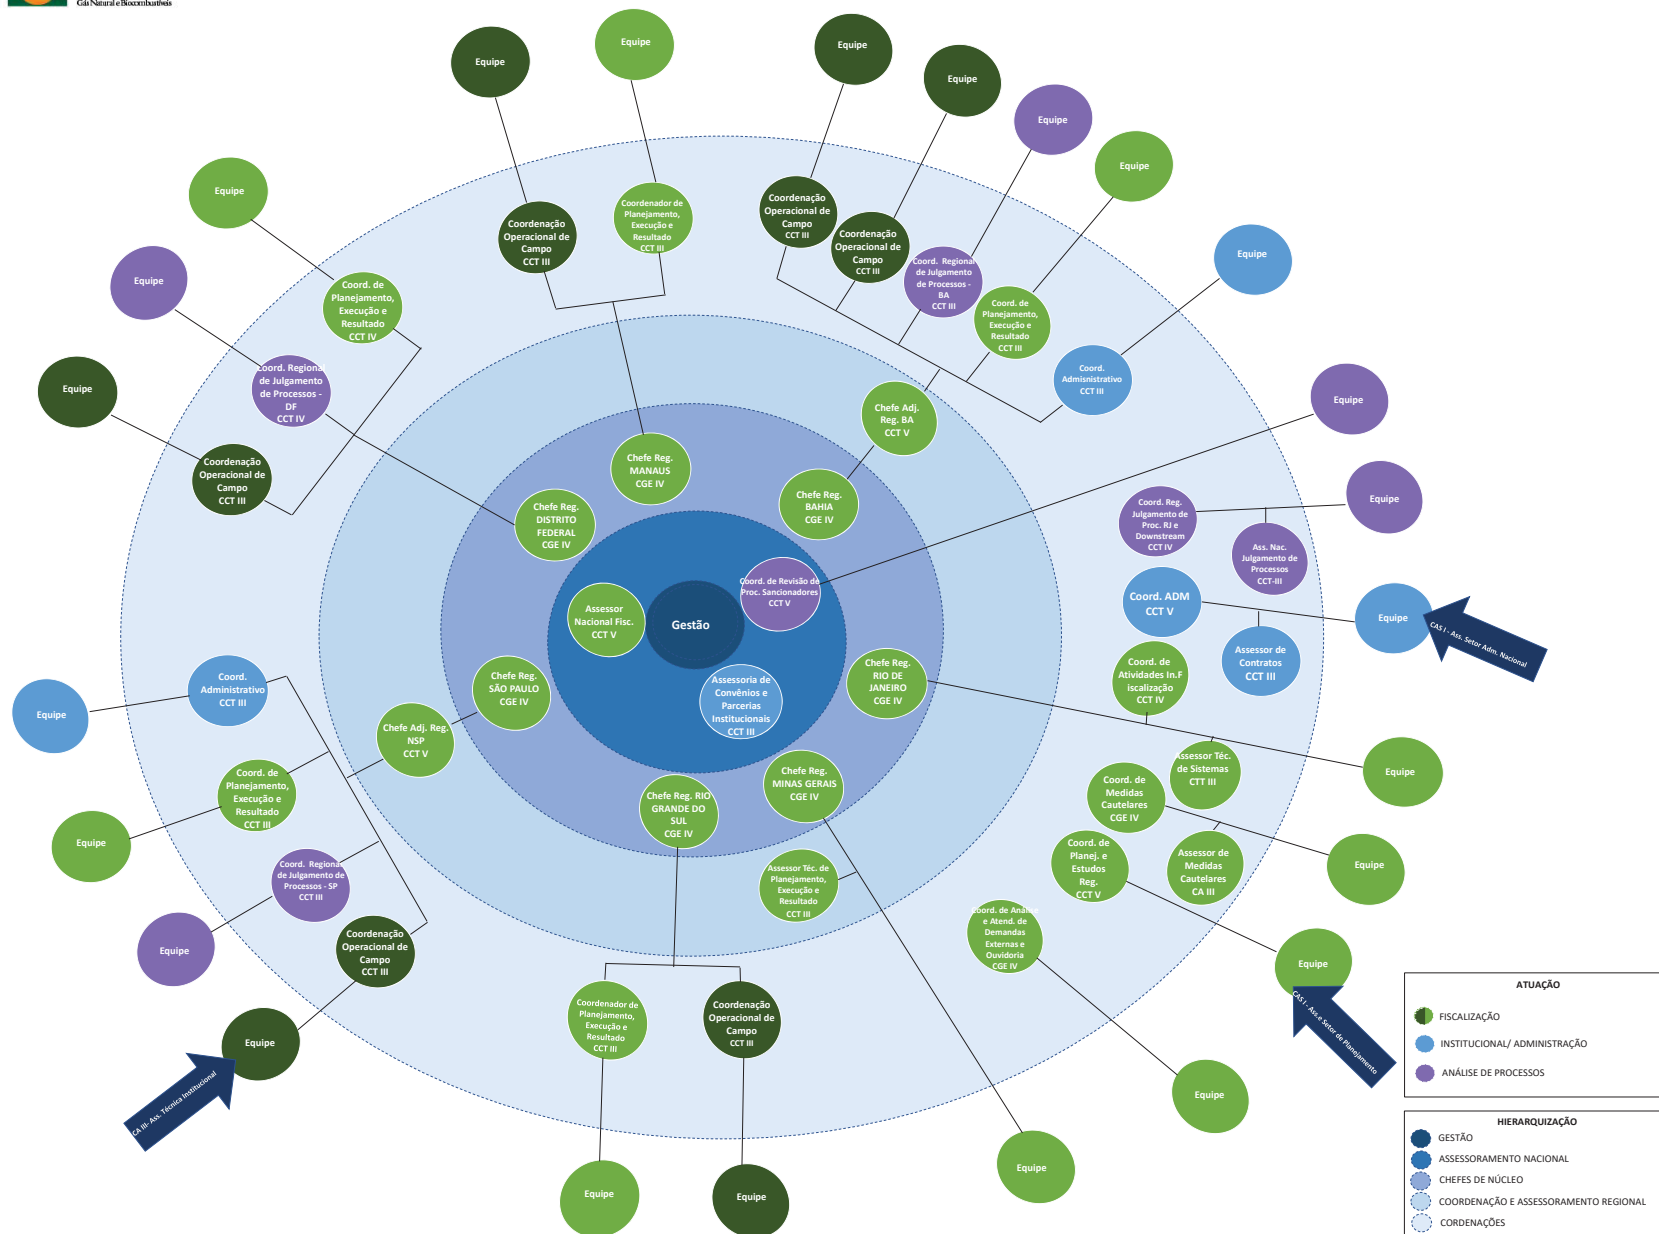 Gás Natural e Biocombustíveis
Equipe
Equipe
Equipe
Equipe
Equipe
Equipe
Equipe
Equipe
Equipe
Equipe
Coordenação
Operacional de
Campo
CCT III
Coordenador de
Planejamento,
Execução e
Resultado
CCT III
Coordenação
Operacional de
Campo
CCT III
Coordenação
Operacional de
Campo
CCT III
Coord. Regional
de Julgamento
de Processos -
BA
CCT III
Coord. de
Planejamento,
Execução e
Resultado
CCT III
Coord.
Admisnistrativo
CCT III
Coord. de
Planejamento,
Execução e
Resultado
CCT IV
Coord. Regional
de Julgamento
de Processos -
DF
CCT IV
Coordenação
Operacional de
Campo
CCT III
Chefe Adj.
Reg. BA
CCT V
Chefe Reg.
MANAUS
CGE IV
Chefe Reg.
BAHIA
CGE IV
Chefe Reg.
DISTRITO
FEDERAL
CGE IV
Equipe
Equipe
Coord. Reg.
Julgamento de
Proc. RJ e
Downstream
CCT IV
Ass. Nac.
Julgamento de
Processos
CCT-III
Coord. de Revisão de
Proc. Sancionadores
CCT V
Assessor
Nacional Fisc.
CCT V
Gestão
Assessoria de
Convênios e
Parcerias
Institucionais
CCT III
Coord. ADM
CCT V
Equipe
CAS I - Ass. Setor Adm. Nacional
Assessor de
Contratos
CCT III
Coord. de
Atividades In.F
iscalização
CCT IV
Chefe Reg.
RIO DE
JANEIRO
CGE IV
Chefe Reg.
SÃO PAULO
CGE IV
Chefe Adj. Reg.
NSP
CCT V
Coord.
Administrativo
CCT III
Equipe
Coord. de
Planejamento,
Execução e
Resultado
CCT III
Equipe
Coord. Regional
de Julgamento de
Processos - SP
CCT III
Equipe
Coordenação
Operacional de
Campo
CCT III
Equipe
CA III- Ass. Técnica Institucional
Chefe Reg.
MINAS GERAIS
CGE IV
Chefe Reg. RIO
GRANDE DO
SUL
CGE IV
Assessor Téc. de
Planejamento,
Execução e
Resultado
CCT III
Assessor Téc.
de Sistemas
CTT III
Equipe
Coord. de
Medidas
Cautelares
CGE IV
Equipe
Assessor de
Medidas
Cautelares
CA III
Coord. de
Planej. e
Estudos
Reg.
CCT V
Equipe
CAS I - Ass.e Setor de Planejamento
Coord. de Análise
e Atend. de
Demandas
Externas e
Ouvidoria
CGE IV
Equipe
Coordenador de
Planejamento,
Execução e
Resultado
CCT III
Coordenação
Operacional de
Campo
CCT III
Equipe
Equipe
Equipe
ATUAÇÃO
FISCALIZAÇÃO
INSTITUCIONAL/ ADMINISTRAÇÃO
ANÁLISE DE PROCESSOS
HIERARQUIZAÇÃO
GESTÃO
ASSESSORAMENTO NACIONAL
CHEFES DE NÚCLEO
COORDENAÇÃO E ASSESSORAMENTO REGIONAL
CORDENAÇÕES